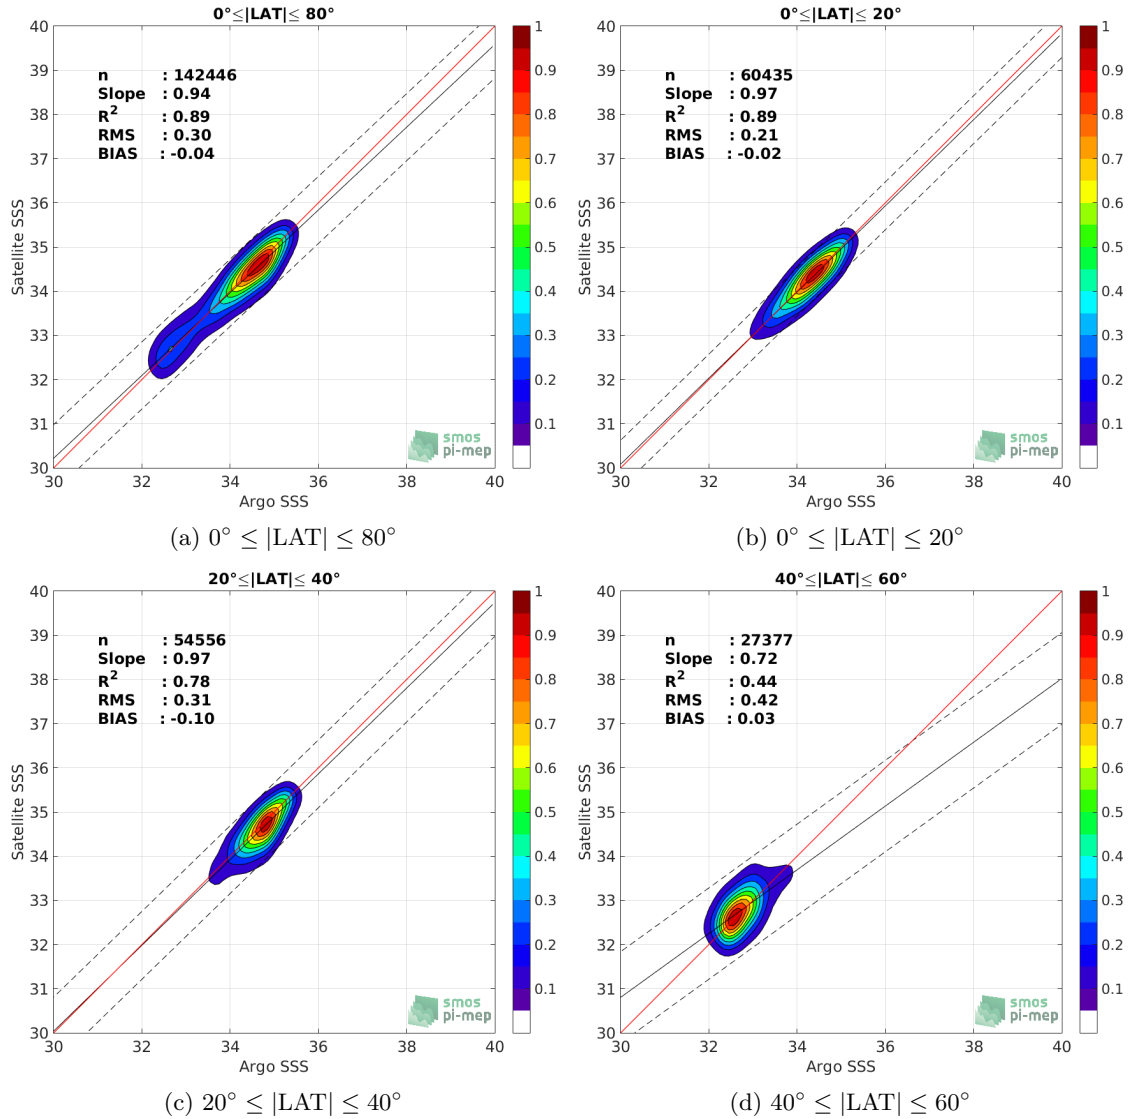 0°≤|LAT|≤ 80°
n : 142446
Slope : 0.94
R² : 0.89
RMS : 0.30
BIAS : -0.04
40
39
38
37
36
35
34
33
32
31
30
Satellite SSS
30 32 34 36 38 40
Argo SSS
smos
pi-mep
1
0.9
0.8
0.7
0.6
0.5
0.4
0.3
0.2
0.1
(a) 0° ≤ |LAT| ≤ 80°
0°≤|LAT|≤ 20°
n : 60435
Slope : 0.97
R² : 0.89
RMS : 0.21
BIAS : -0.02
40
39
38
37
36
35
34
33
32
31
30
Satellite SSS
30 32 34 36 38 40
Argo SSS
smos
pi-mep
1
0.9
0.8
0.7
0.6
0.5
0.4
0.3
0.2
0.1
(b) 0° ≤ |LAT| ≤ 20°
20°≤|LAT|≤ 40°
n : 54556
Slope : 0.97
R² : 0.78
RMS : 0.31
BIAS : -0.10
40
39
38
37
36
35
34
33
32
31
30
Satellite SSS
30 32 34 36 38 40
Argo SSS
smos
pi-mep
1
0.9
0.8
0.7
0.6
0.5
0.4
0.3
0.2
0.1
(c) 20° ≤ |LAT| ≤ 40°
40°≤|LAT|≤ 60°
n : 27377
Slope : 0.72
R² : 0.44
RMS : 0.42
BIAS : 0.03
40
39
38
37
36
35
34
33
32
31
30
Satellite SSS
30 32 34 36 38 40
Argo SSS
smos
pi-mep
1
0.9
0.8
0.7
0.6
0.5
0.4
0.3
0.2
0.1
(d) 40° ≤ |LAT| ≤ 60°